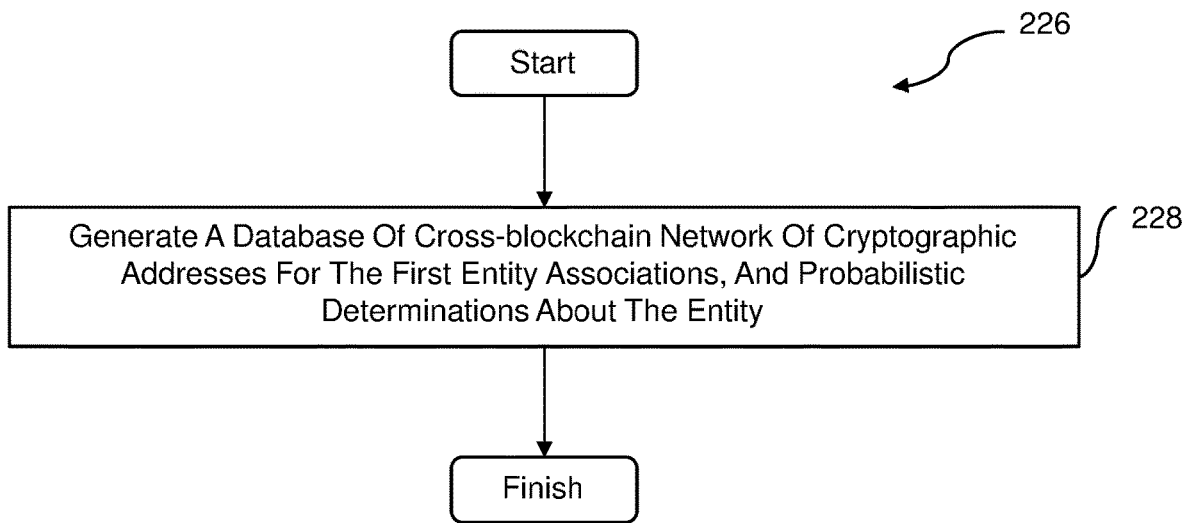 226
Start
228
Generate A Database Of Cross-blockchain Network Of Cryptographic
Addresses For The First Entity Associations, And Probabilistic
Determinations About The Entity
Finish